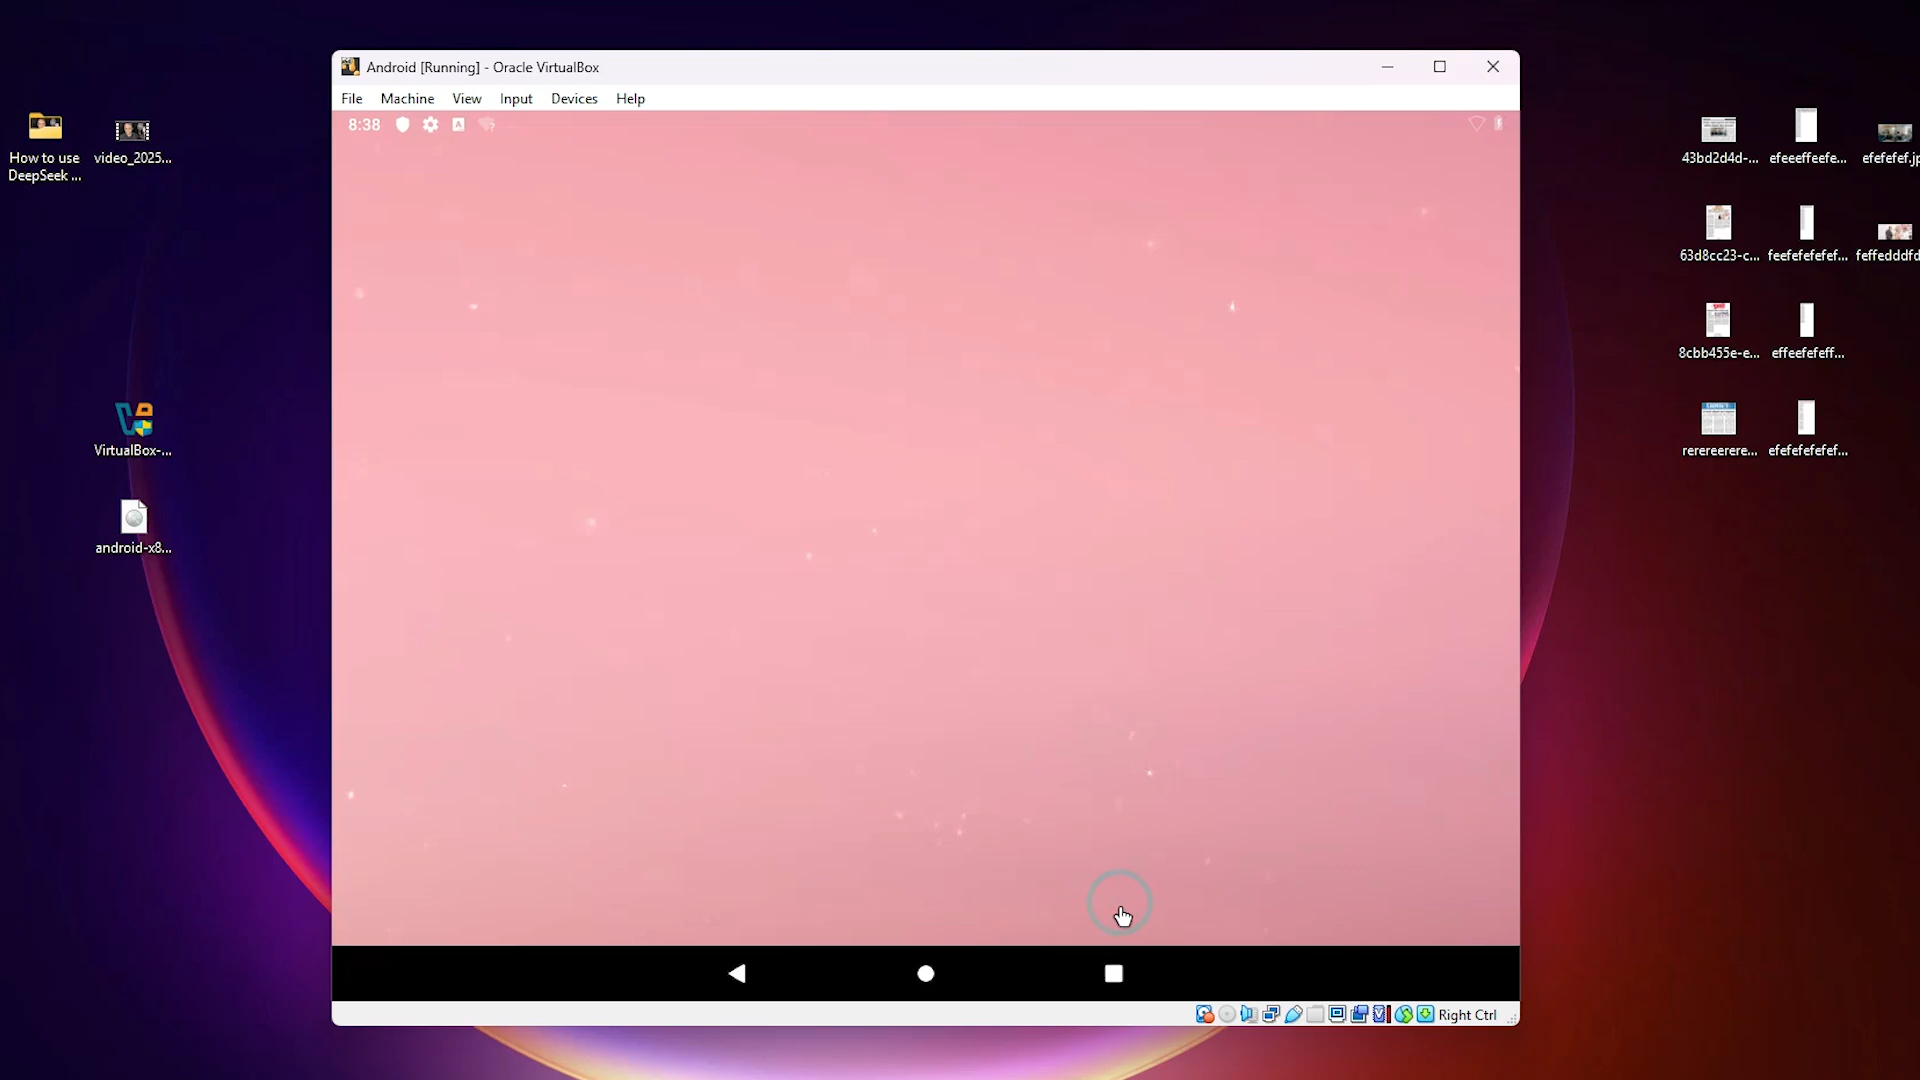 Android [Running] - Oracle VirtualBox
File Machine View Input Devices Help
8:38
How to use
DeepSeek ...
video_2025...
VirtualBox-...
android-x8...
43bd2d4d-...
efeeeffeefe...
efefefef.jp
63d8cc23-c...
feefefefefef...
feffedddfd
8cbb455e-e...
effeefefeff...
rerereerere...
efefefefefef...
Right Ctrl